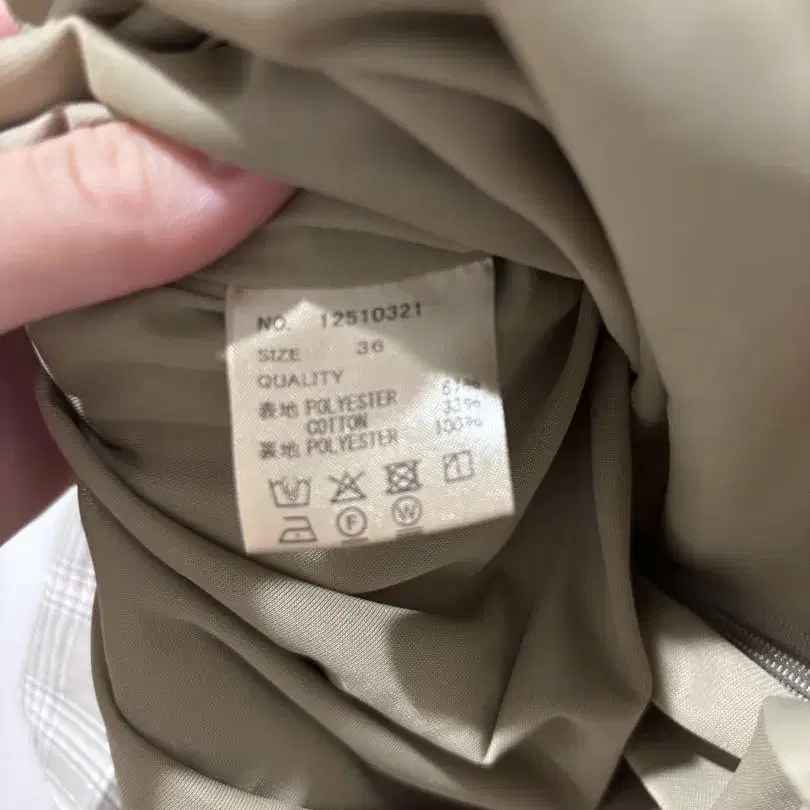 NO. 12510321
SIZE 36
QUALITY
表地 POLYESTER 67%
COTTON 33%
裏地 POLYESTER 100%
F W